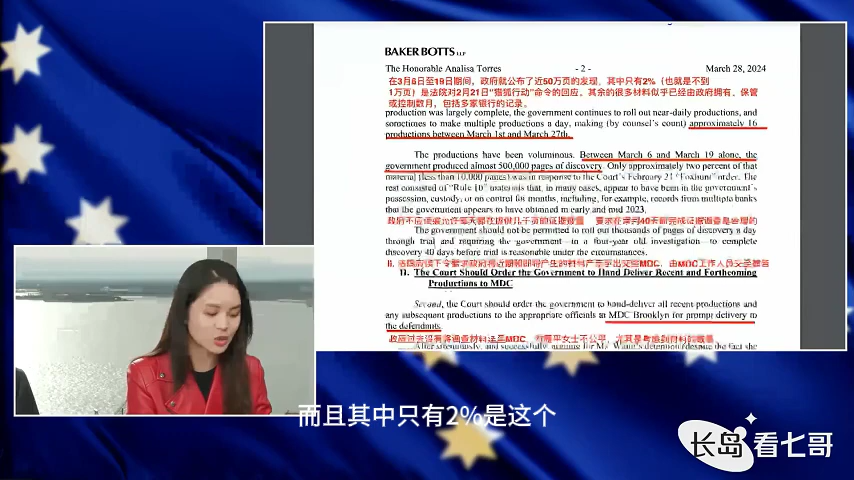 BAKER BOTTS LLP
The Honorable Analisa Torres - 2 - March 28, 2024
在3月6日至19日期间，政府就公布了近50万页的发现，其中只有2%（也就是不到
1万页）是法院对2月21日"猎狐行动"命令的回应。其余的很多材料似乎已经由政府拥有、保管
或控制数月，包括多家银行的记录。
production was largely complete, the government continues to roll out near-daily productions, and
sometimes to make multiple productions a day, making (by counsel's count) approximately 16
productions between March 1st and March 27th.
The productions have been voluminous. Between March 6 and March 19 alone, the
government produced almost 500,000 pages of discovery. Only approximately two percent of that
material (less than 10,000 pages) was in response to the Court's February 21 "Foxhunt" order. The
rest consisted of "Rule 16" materials that, in many cases, appear to have been in the government's
possession, custody, or on control for months, including, for example, records from multiple banks
that the government appears to have obtained in early and mid 2023.
The government should not be permitted to roll out thousands of pages of discovery a day
through trial and requiring the government—in a four-year old investigation—to complete
discovery 40 days before trial is reasonable under the circumstances.
II. The Court Should Order the Government to Hand Deliver Recent and Forthcoming
Productions to MDC
Second, the Court should order the government to hand-deliver all recent productions and
any subsequent productions to the appropriate officials at MDC Brooklyn for prompt delivery to
the defendants.
而且其中只有2%是这个
长岛看七哥